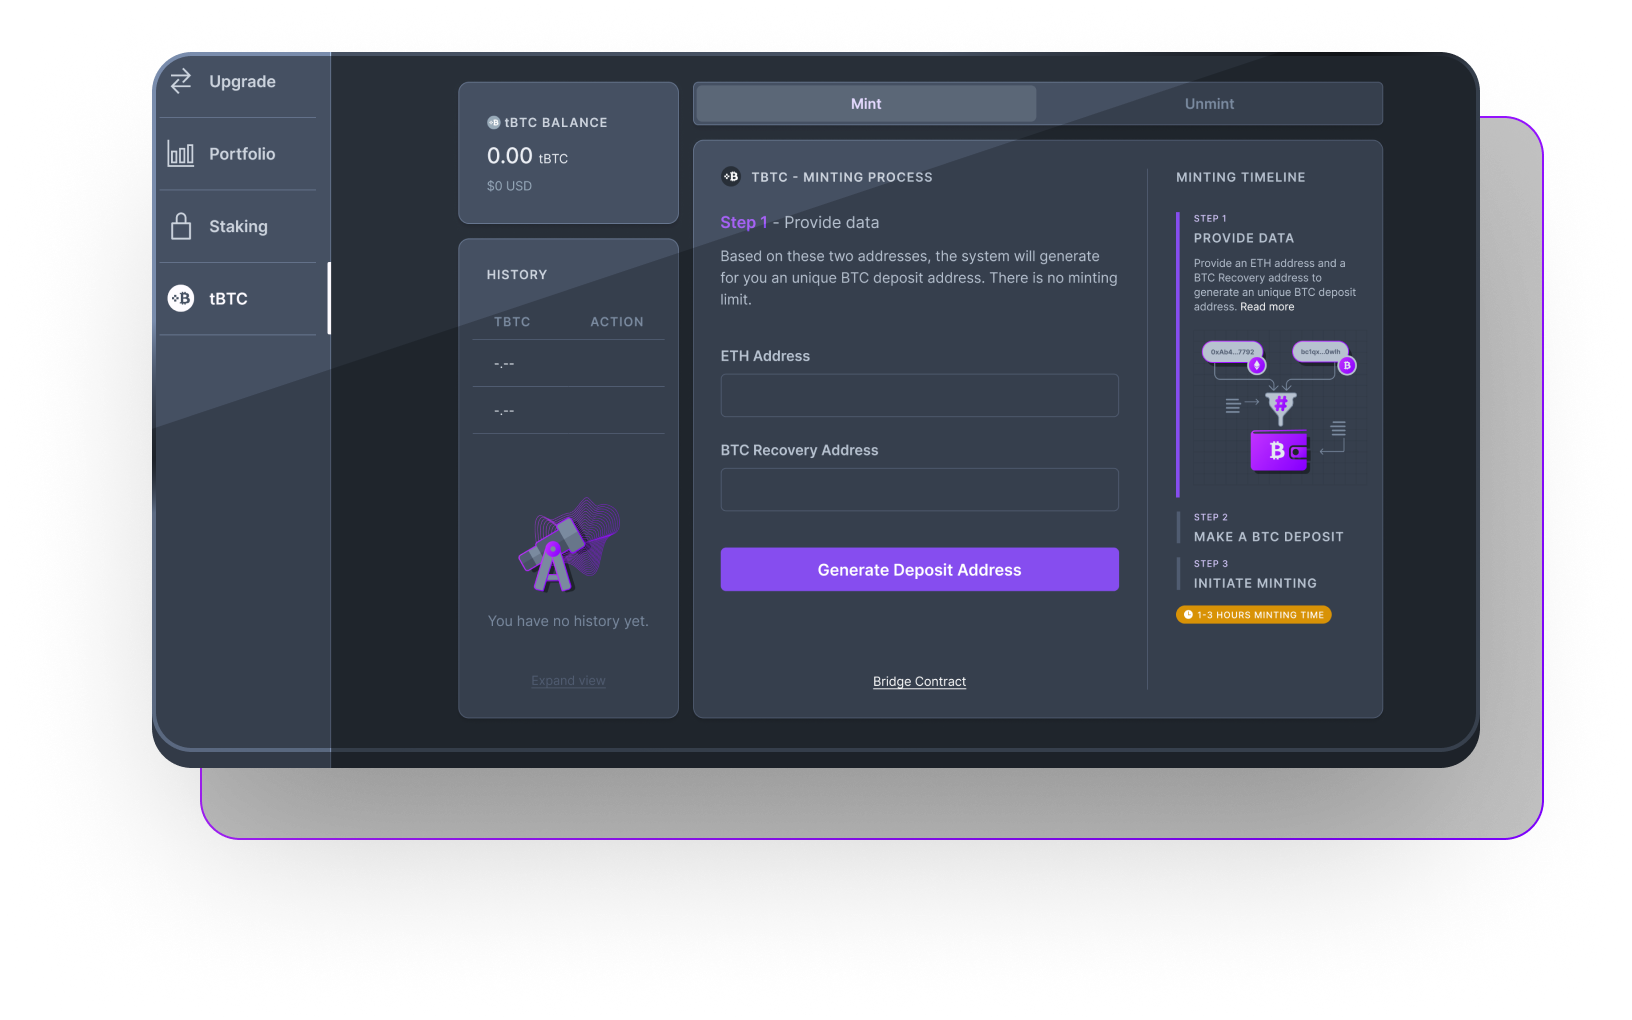 Upgrade
Portfolio
Staking
tBTC
tBTC BALANCE
0.00 tBTC
$0 USD
HISTORY
TBTC ACTION
-.--
-.--
You have no history yet.
Expand view
Mint Unmint
TBTC - MINTING PROCESS
Step 1 - Provide data
Based on these two addresses, the system will generate
for you an unique BTC deposit address. There is no minting
limit.
ETH Address
BTC Recovery Address
Generate Deposit Address
Bridge Contract
MINTING TIMELINE
STEP 1
PROVIDE DATA
Provide an ETH address and a
BTC Recovery address to
generate an unique BTC deposit
address. Read more
0xAb4...7792 bc1qx...0wlh
#
STEP 2
MAKE A BTC DEPOSIT
STEP 3
INITIATE MINTING
1-3 HOURS MINTING TIME